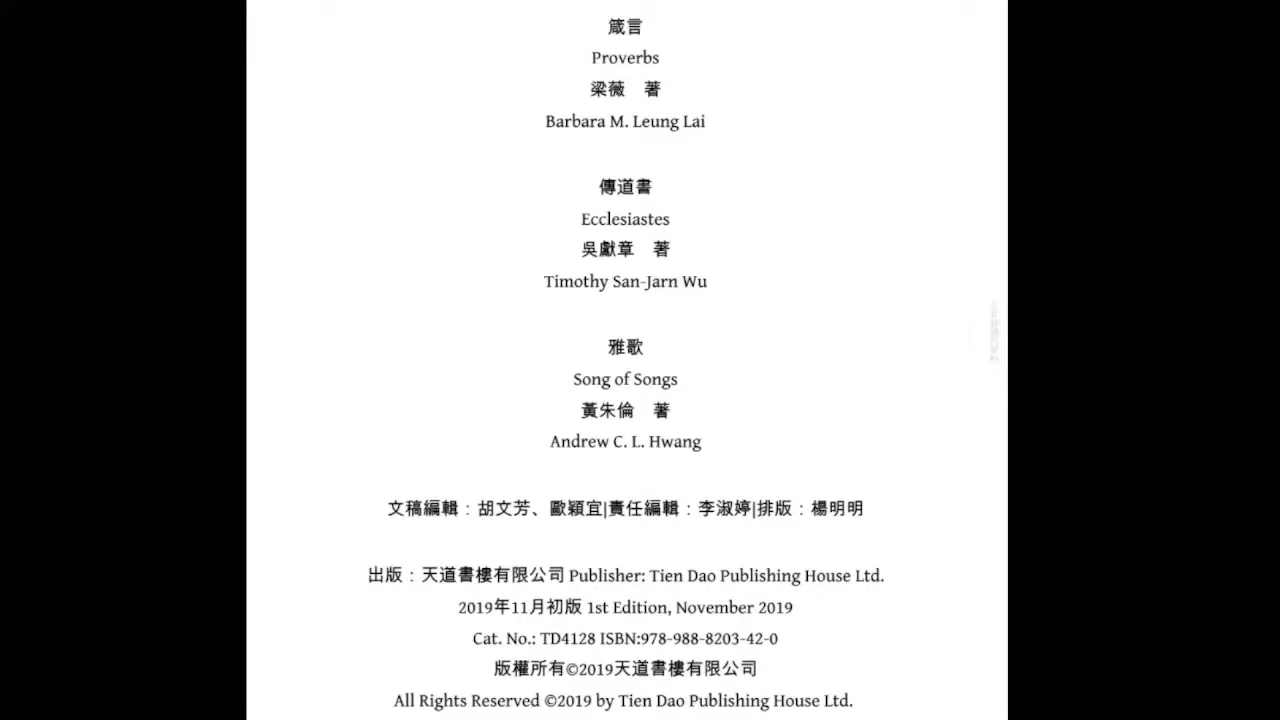 箴言
Proverbs
梁薇　著
Barbara M. Leung Lai
傳道書
Ecclesiastes
吳獻章　著
Timothy San-Jarn Wu
雅歌
Song of Songs
黃朱倫　著
Andrew C. L. Hwang
文稿編輯：胡文芳、歐穎宜|責任編輯：李淑婷|排版：楊明明
出版：天道書樓有限公司 Publisher: Tien Dao Publishing House Ltd.
2019年11月初版 1st Edition, November 2019
Cat. No.: TD4128 ISBN:978-988-8203-42-0
版權所有©2019天道書樓有限公司
All Rights Reserved ©2019 by Tien Dao Publishing House Ltd.